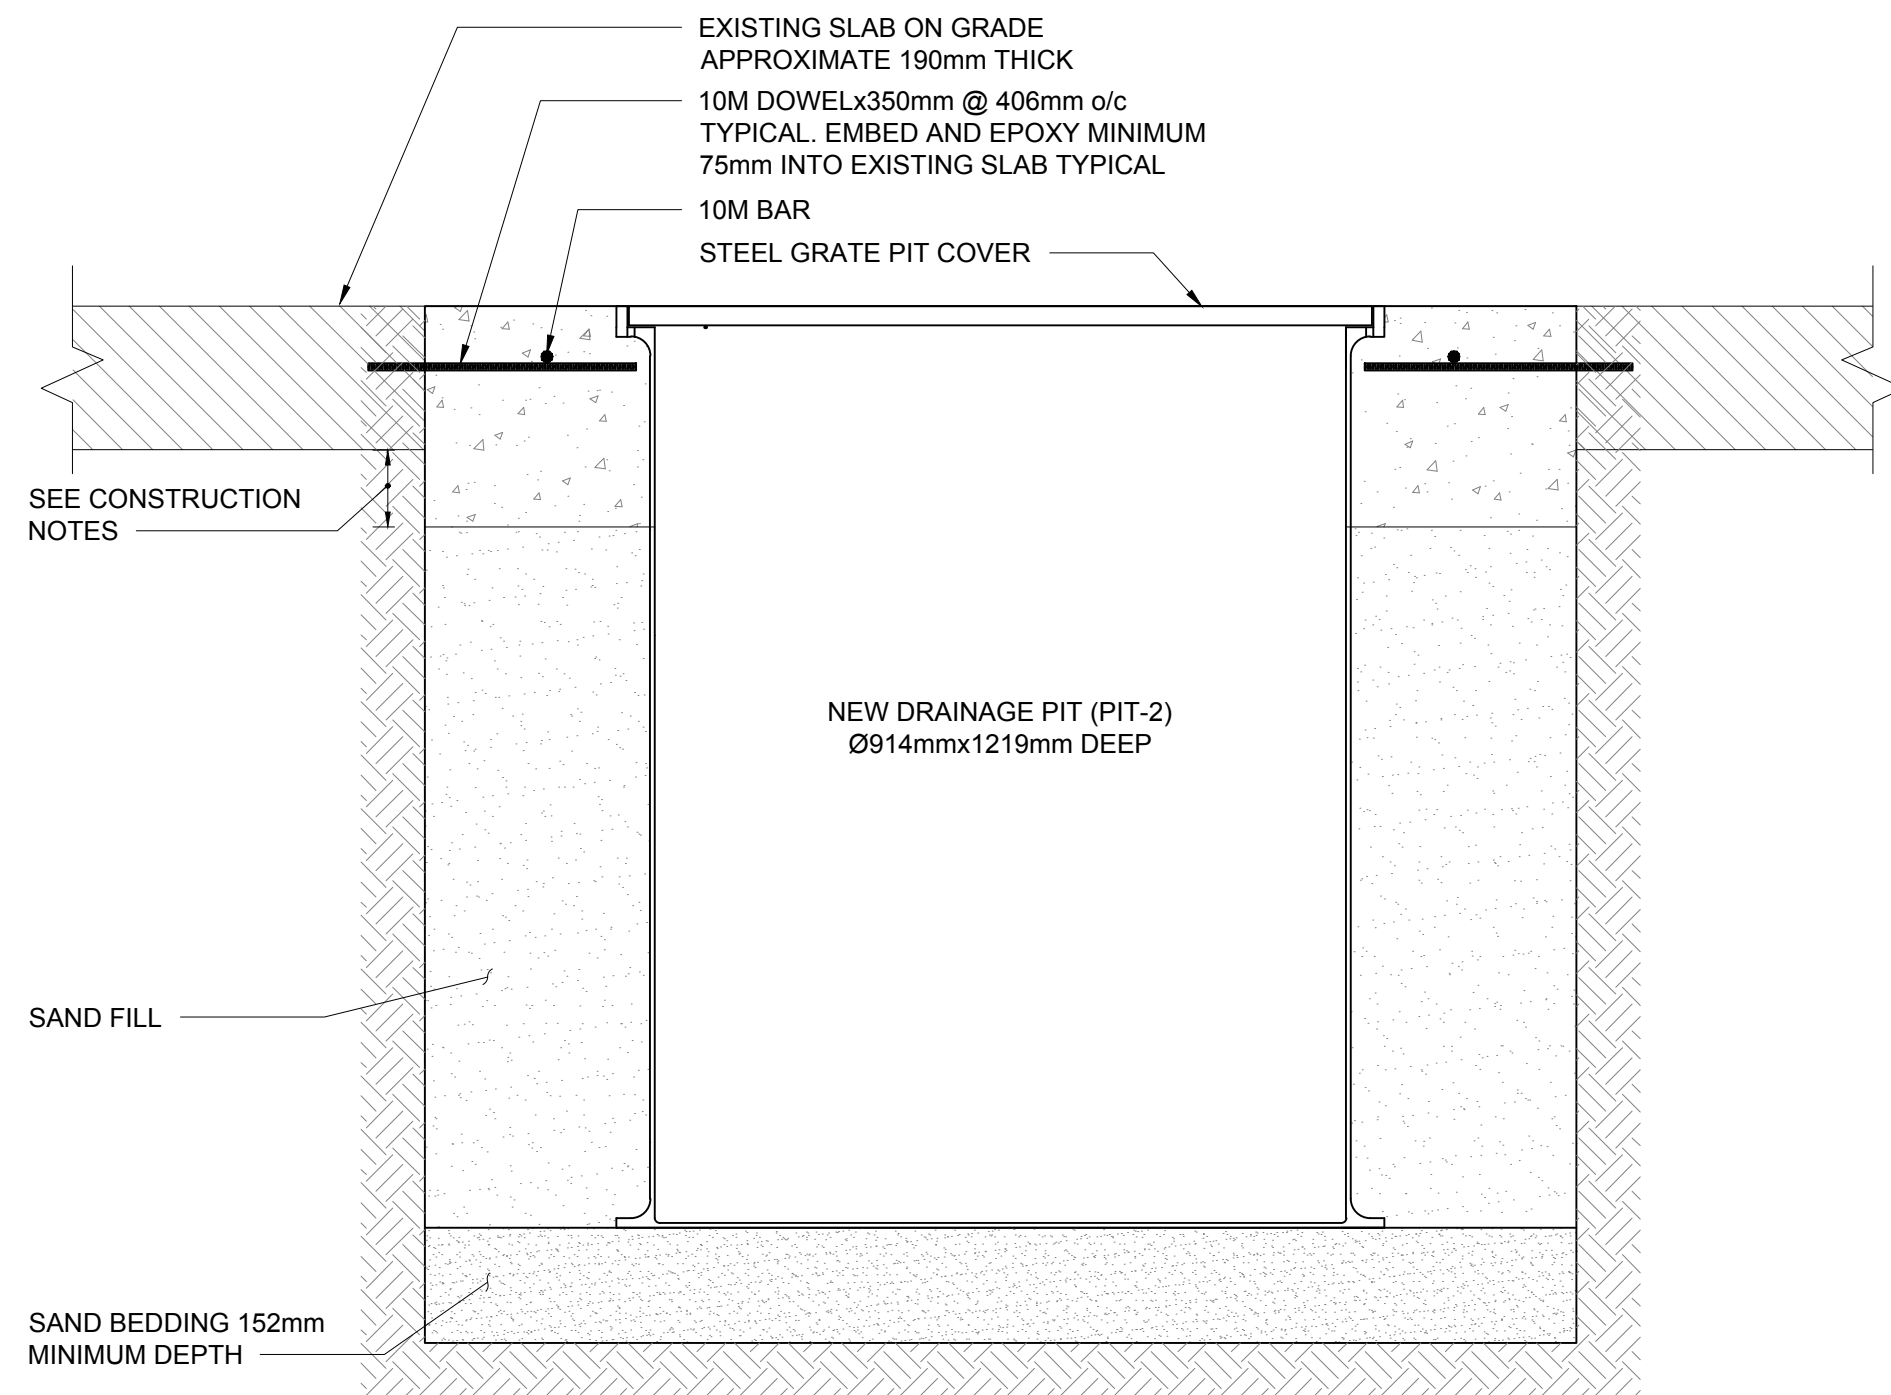 EXISTING SLAB ON GRADE
APPROXIMATE 190mm THICK
10M DOWELx350mm @ 406mm o/c
TYPICAL. EMBED AND EPOXY MINIMUM
75mm INTO EXISTING SLAB TYPICAL
10M BAR
STEEL GRATE PIT COVER
SEE CONSTRUCTION
NOTES
NEW DRAINAGE PIT (PIT-2)
Ø914mmx1219mm DEEP
SAND FILL
SAND BEDDING 152mm
MINIMUM DEPTH